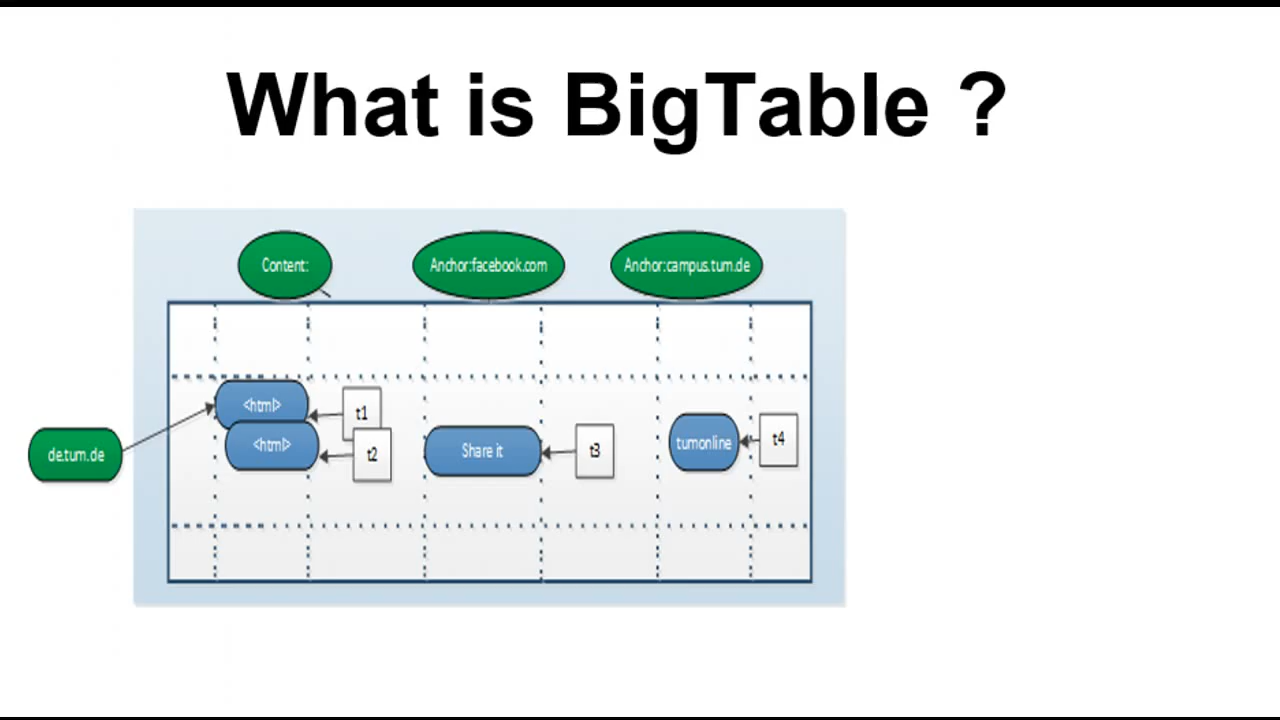 What is BigTable ?
Content:
Anchor:facebook.com
Anchor:campus.tum.de
<html>
t1
<html>
t2
de.tum.de
Share it
t3
tumonline
t4